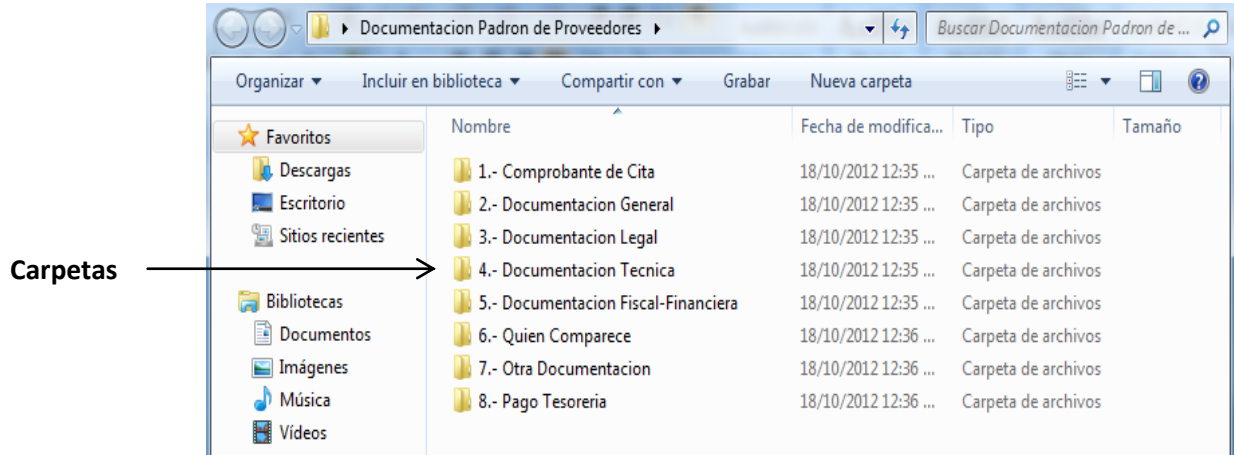 Documentacion Padron de Proveedores
Buscar Documentacion Padron de ...
Organizar Incluir en biblioteca Compartir con Grabar Nueva carpeta
Nombre Fecha de modifica... Tipo Tamaño
Favoritos
Descargas 1.- Comprobante de Cita 18/10/2012 12:35 ... Carpeta de archivos
Escritorio 2.- Documentacion General 18/10/2012 12:35 ... Carpeta de archivos
Sitios recientes 3.- Documentacion Legal 18/10/2012 12:35 ... Carpeta de archivos
Carpetas 4.- Documentacion Tecnica 18/10/2012 12:35 ... Carpeta de archivos
Bibliotecas 5.- Documentacion Fiscal-Financiera 18/10/2012 12:35 ... Carpeta de archivos
Documentos 6.- Quien Comparece 18/10/2012 12:36 ... Carpeta de archivos
Imágenes 7.- Otra Documentacion 18/10/2012 12:36 ... Carpeta de archivos
Música 8.- Pago Tesoreria 18/10/2012 12:36 ... Carpeta de archivos
Vídeos